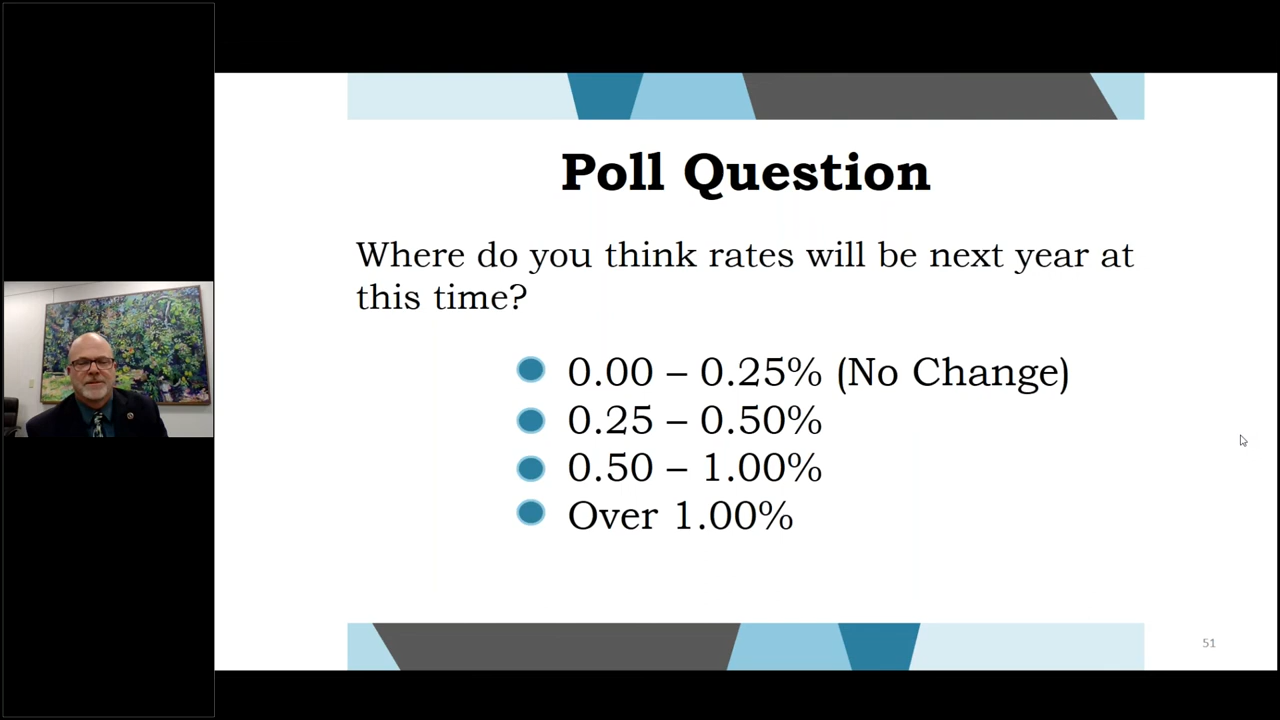 Poll Question
Where do you think rates will be next year at
this time?
0.00 – 0.25% (No Change)
0.25 – 0.50%
0.50 – 1.00%
Over 1.00%
51